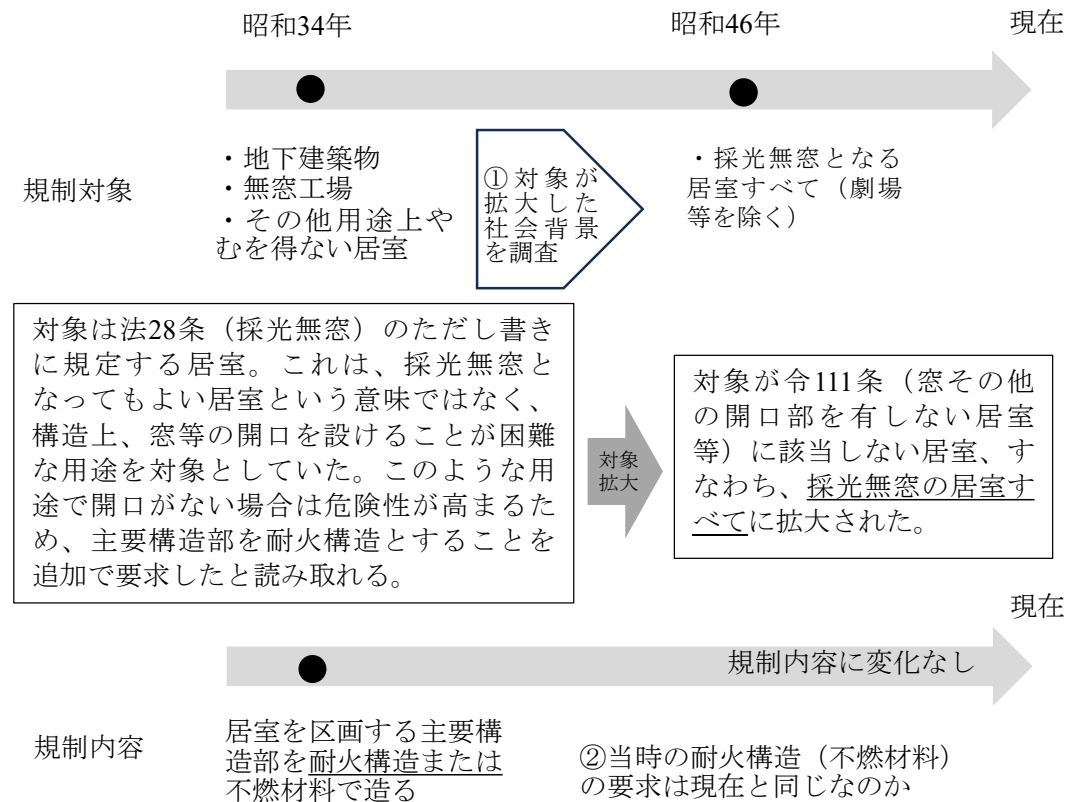 昭和34年
昭和46年
現在
規制対象
・地下建築物
・無窓工場
・その他用途上や
むを得ない居室
①対象が
拡大した
社会背景
を調査
・採光無窓となる
居室すべて（劇場
等を除く）
対象は法28条（採光無窓）のただし書き
に規定する居室。これは、採光無窓と
なってもよい居室という意味ではなく、
構造上、窓等の開口を設けることが困難
な用途を対象としていた。このような用
途で開口がない場合は危険性が高まるた
め、主要構造部を耐火構造とすることを
追加で要求したと読み取れる。
対象
拡大
対象が令111条（窓その他
の開口部を有しない居室
等）に該当しない居室、す
なわち、採光無窓の居室す
べてに拡大された。
現在
規制内容に変化なし
規制内容
居室を区画する主要構
造部を耐火構造または
不燃材料で造る
②当時の耐火構造（不燃材料）
の要求は現在と同じなのか